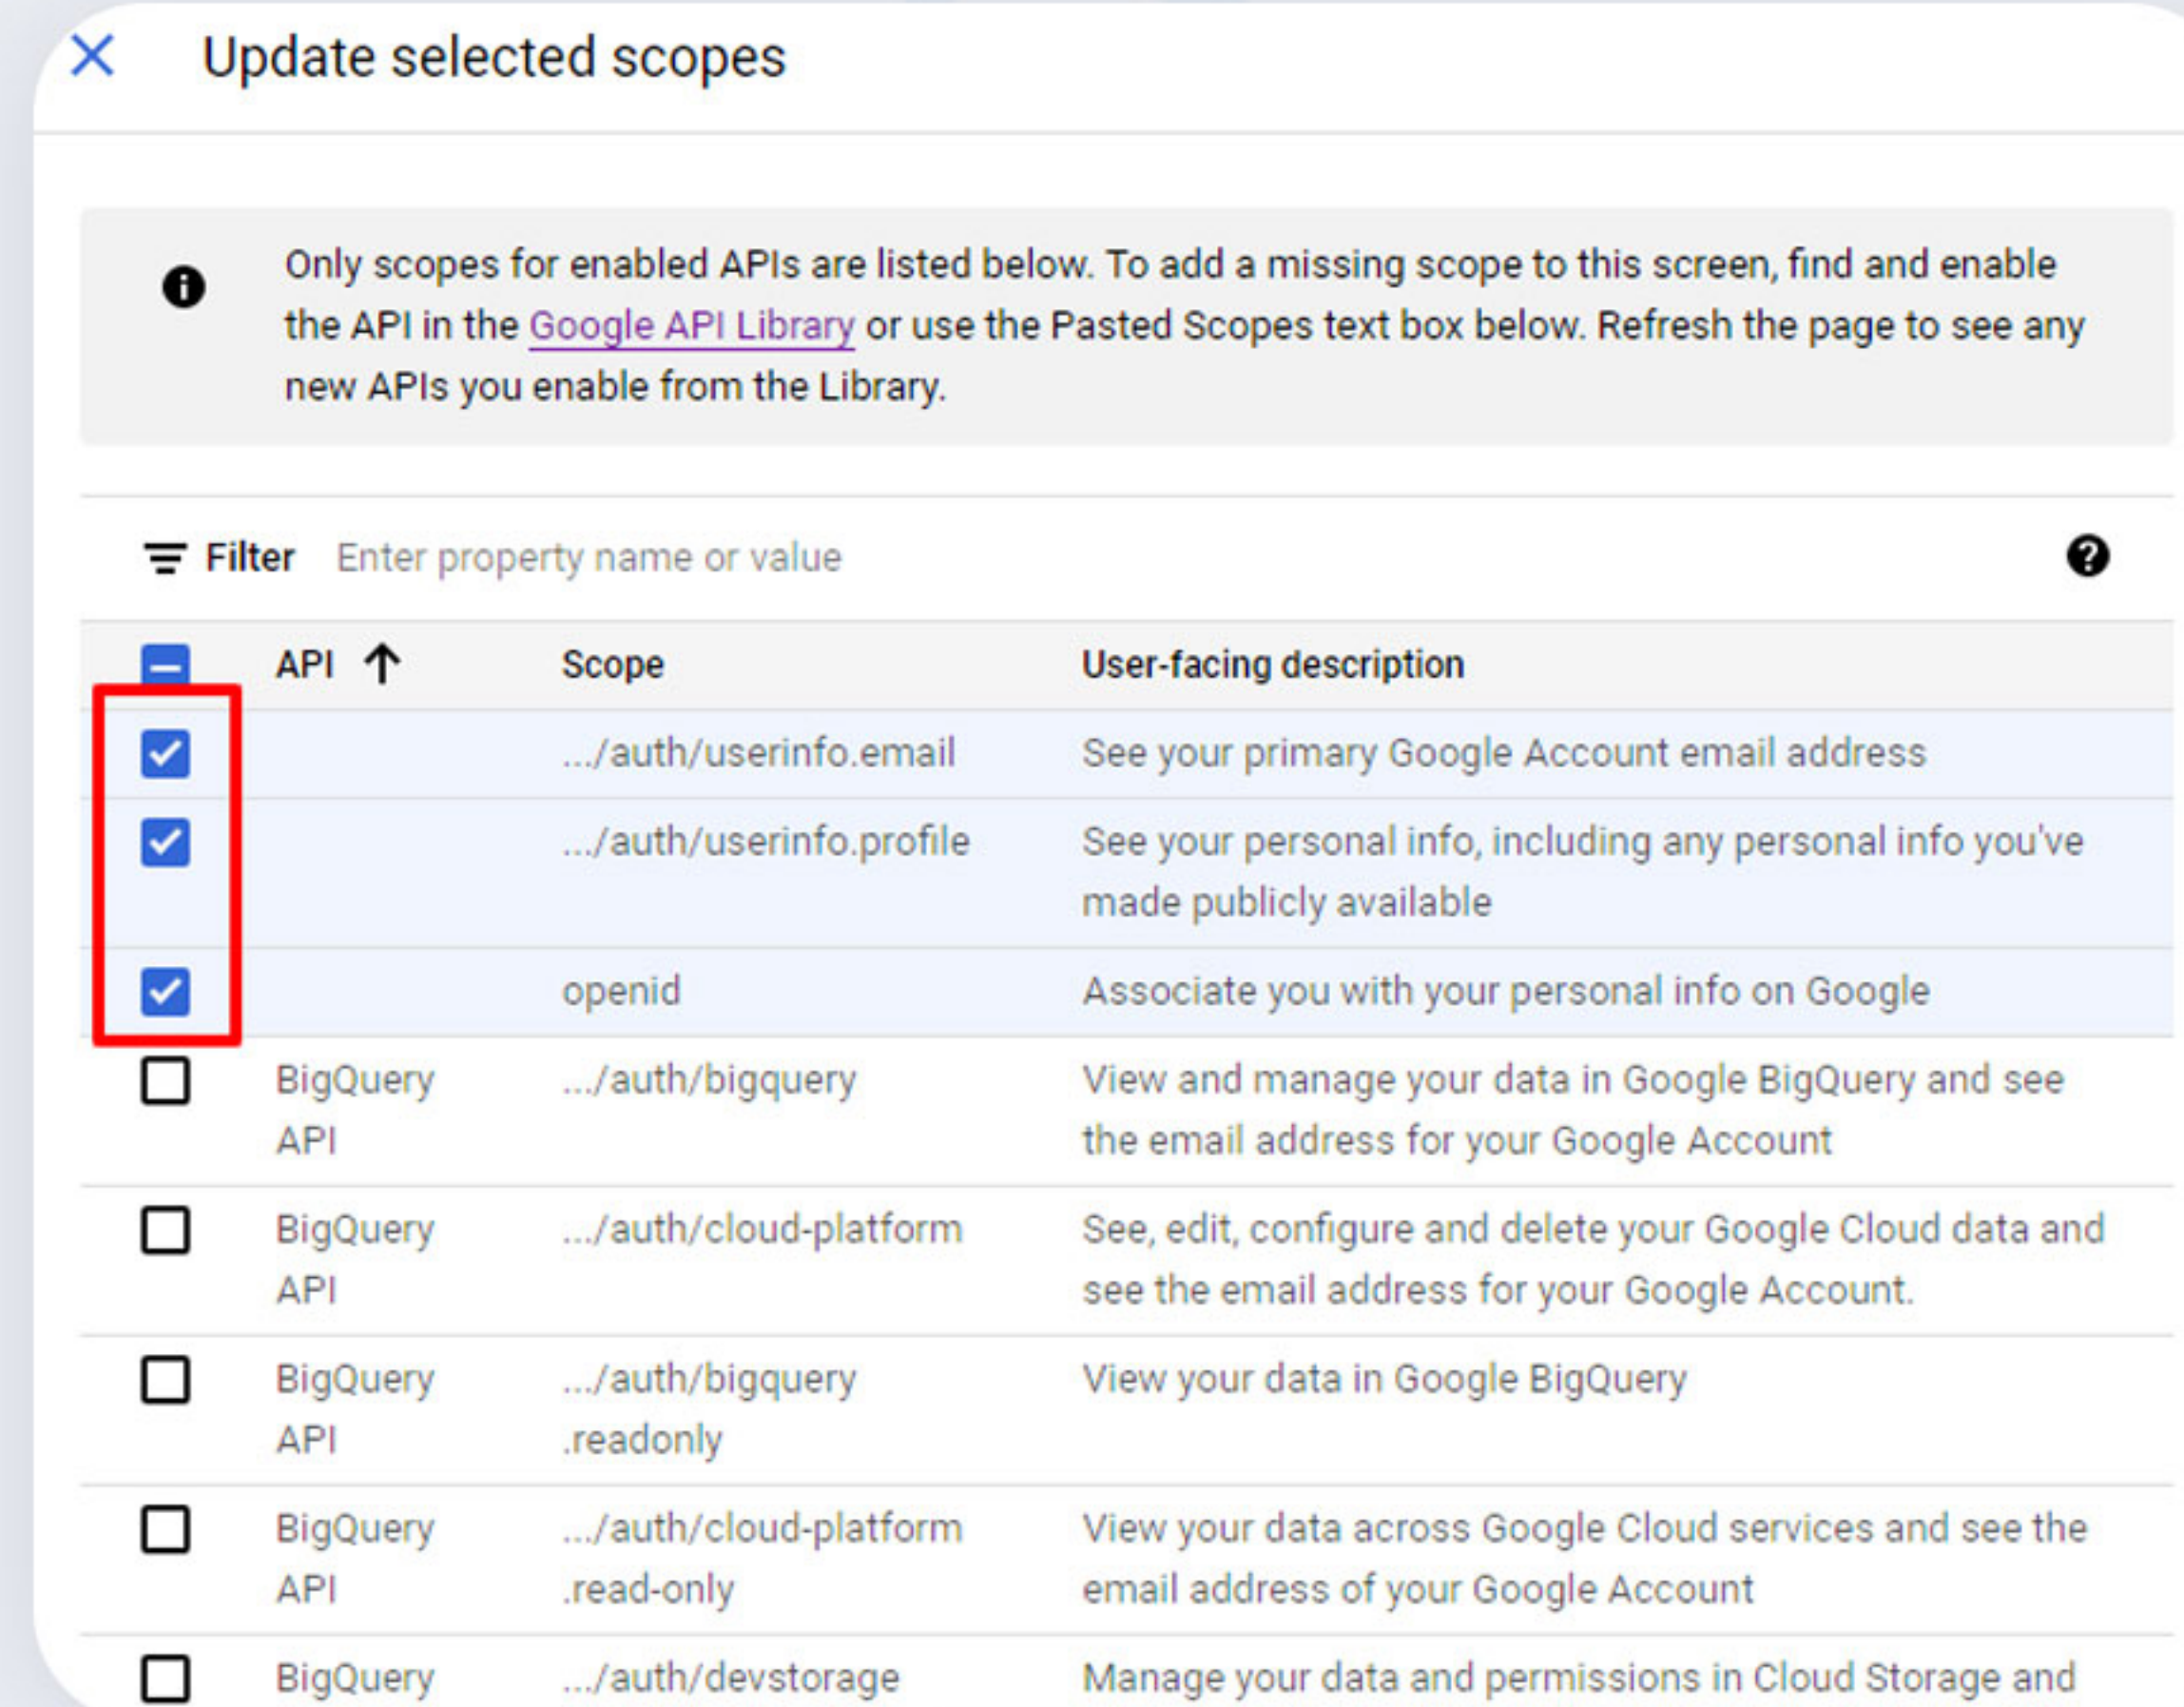 Update selected scopes
Only scopes for enabled APIs are listed below. To add a missing scope to this screen, find and enable
the API in the Google API Library or use the Pasted Scopes text box below. Refresh the page to see any
new APIs you enable from the Library.
Filter Enter property name or value
API Scope User-facing description
.../auth/userinfo.email See your primary Google Account email address
.../auth/userinfo.profile See your personal info, including any personal info you've
made publicly available
openid Associate you with your personal info on Google
BigQuery .../auth/bigquery View and manage your data in Google BigQuery and see
API the email address for your Google Account
BigQuery .../auth/cloud-platform See, edit, configure and delete your Google Cloud data and
API see the email address for your Google Account.
BigQuery .../auth/bigquery View your data in Google BigQuery
API .readonly
BigQuery .../auth/cloud-platform View your data across Google Cloud services and see the
API .read-only email address of your Google Account
BigQuery .../auth/devstorage Manage your data and permissions in Cloud Storage and